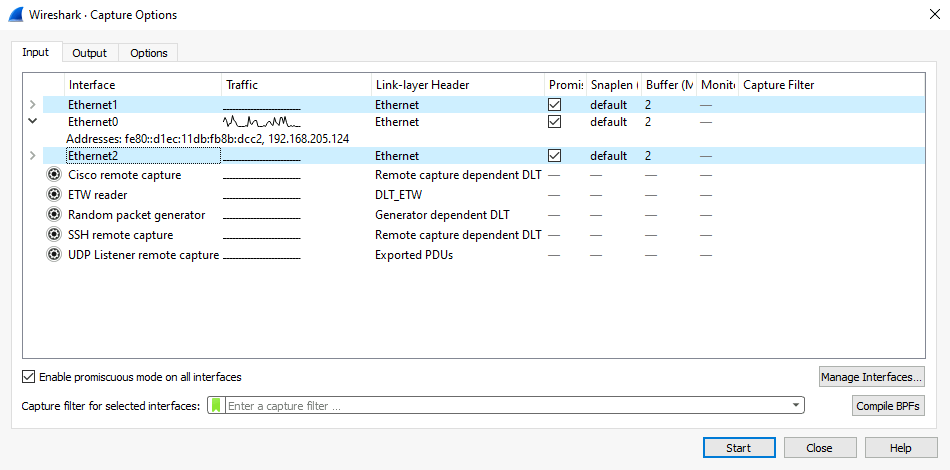 Wireshark · Capture Options
Input Output Options
Interface Traffic Link-layer Header Promis Snaplen ( Buffer (M Monito Capture Filter
Ethernet1 Ethernet default 2 —
Ethernet0 Ethernet default 2 —
Addresses: fe80::d1ec:11db:fb8b:dcc2, 192.168.205.124
Ethernet2 Ethernet default 2 —
Cisco remote capture Remote capture dependent DLT — — — —
ETW reader DLT_ETW — — — —
Random packet generator Generator dependent DLT — — — —
SSH remote capture Remote capture dependent DLT — — — —
UDP Listener remote capture Exported PDUs — — — —
Enable promiscuous mode on all interfaces
Manage Interfaces...
Capture filter for selected interfaces: Enter a capture filter ...
Compile BPFs
Start Close Help